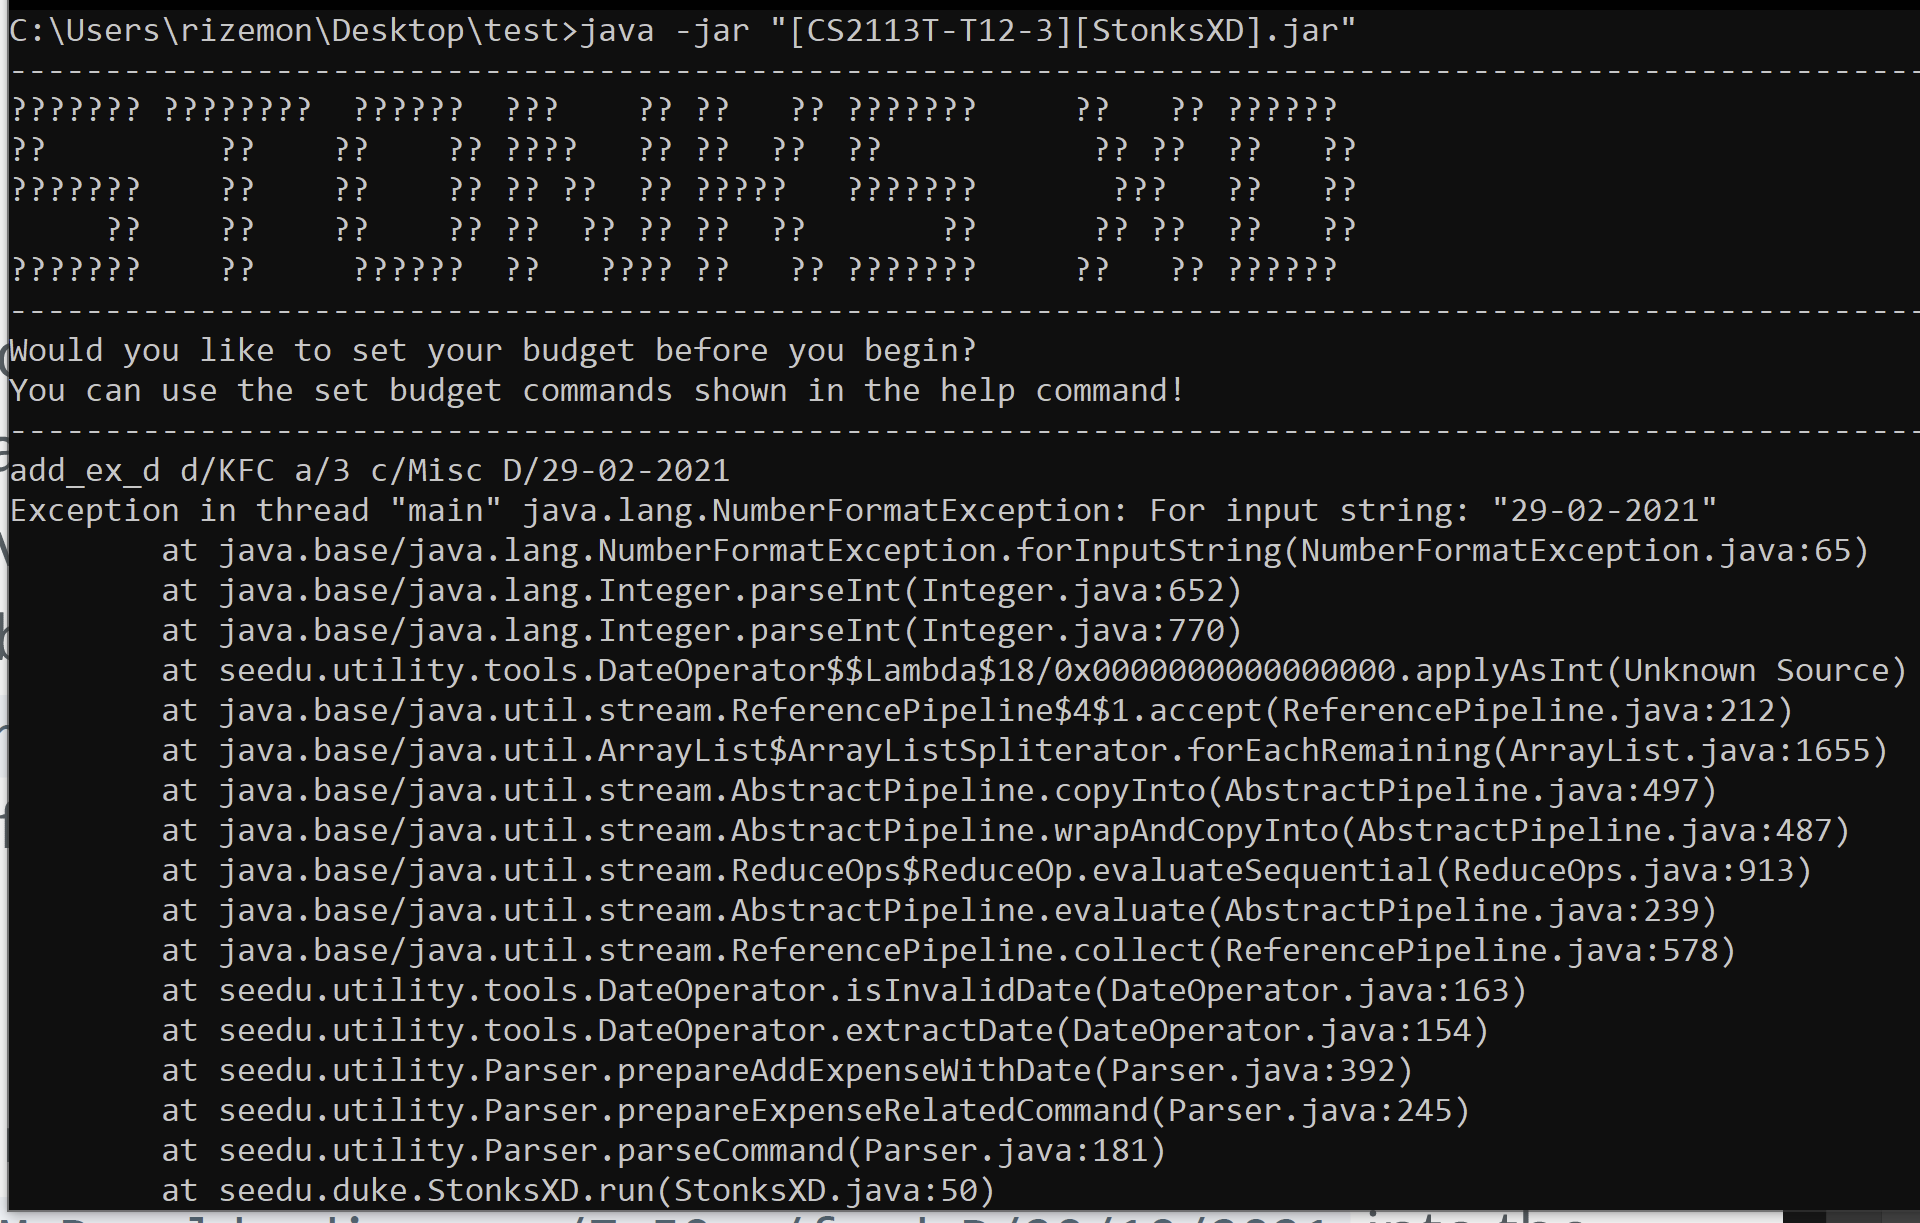 C:\Users\rizemon\Desktop\test>java -jar "[CS2113T-T12-3][StonksXD].jar"
-----------------------------------------------------------------------------------------------------
??????? ????????  ??????  ???    ?? ??   ?? ???????     ??   ?? ??????
??         ??    ??    ?? ????   ?? ??  ??  ??           ?? ??  ??   ??
???????    ??    ??    ?? ?? ??  ?? ?????   ???????       ???   ??   ??
     ??    ??    ??    ?? ??  ?? ?? ??  ??       ??      ?? ??  ??   ??
???????    ??     ??????  ??   ???? ??   ?? ???????     ??   ?? ??????
-----------------------------------------------------------------------------------------------------
Would you like to set your budget before you begin?
You can use the set budget commands shown in the help command!
-----------------------------------------------------------------------------------------------------
add_ex_d d/KFC a/3 c/Misc D/29-02-2021
Exception in thread "main" java.lang.NumberFormatException: For input string: "29-02-2021"
        at java.base/java.lang.NumberFormatException.forInputString(NumberFormatException.java:65)
        at java.base/java.lang.Integer.parseInt(Integer.java:652)
        at java.base/java.lang.Integer.parseInt(Integer.java:770)
        at seedu.utility.tools.DateOperator$$Lambda$18/0x0000000000000000.applyAsInt(Unknown Source)
        at java.base/java.util.stream.ReferencePipeline$4$1.accept(ReferencePipeline.java:212)
        at java.base/java.util.ArrayList$ArrayListSpliterator.forEachRemaining(ArrayList.java:1655)
        at java.base/java.util.stream.AbstractPipeline.copyInto(AbstractPipeline.java:497)
        at java.base/java.util.stream.AbstractPipeline.wrapAndCopyInto(AbstractPipeline.java:487)
        at java.base/java.util.stream.ReduceOps$ReduceOp.evaluateSequential(ReduceOps.java:913)
        at java.base/java.util.stream.AbstractPipeline.evaluate(AbstractPipeline.java:239)
        at java.base/java.util.stream.ReferencePipeline.collect(ReferencePipeline.java:578)
        at seedu.utility.tools.DateOperator.isInvalidDate(DateOperator.java:163)
        at seedu.utility.tools.DateOperator.extractDate(DateOperator.java:154)
        at seedu.utility.Parser.prepareAddExpenseWithDate(Parser.java:392)
        at seedu.utility.Parser.prepareExpenseRelatedCommand(Parser.java:245)
        at seedu.utility.Parser.parseCommand(Parser.java:181)
        at seedu.duke.StonksXD.run(StonksXD.java:50)